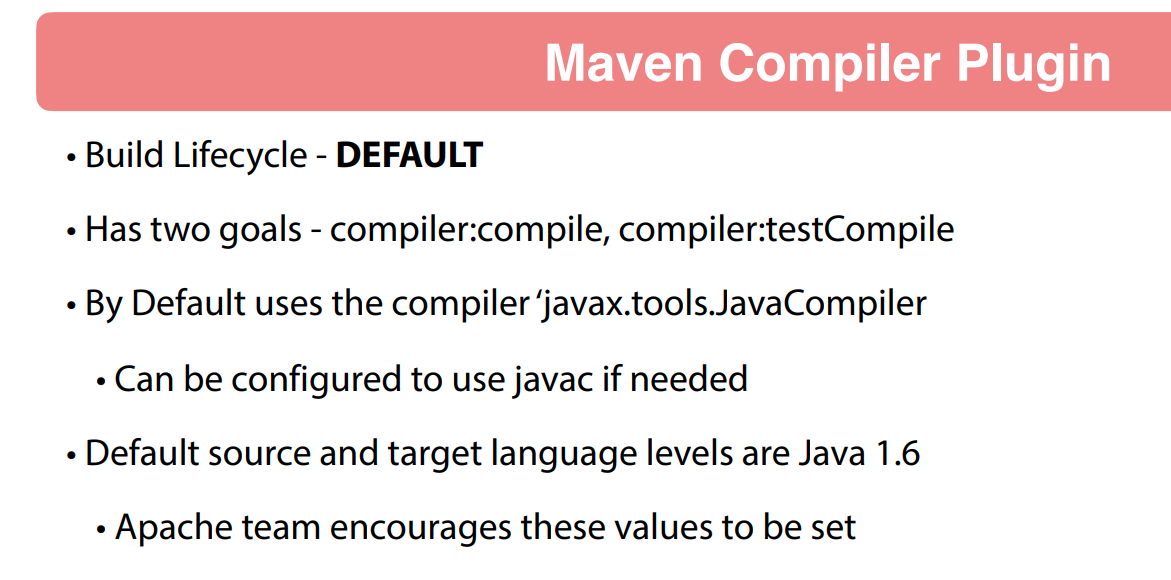 Maven Compiler Plugin
• Build Lifecycle - DEFAULT
• Has two goals - compiler:compile, compiler:testCompile
• By Default uses the compiler ‘javax.tools.JavaCompiler
• Can be configured to use javac if needed
• Default source and target language levels are Java 1.6
• Apache team encourages these values to be set